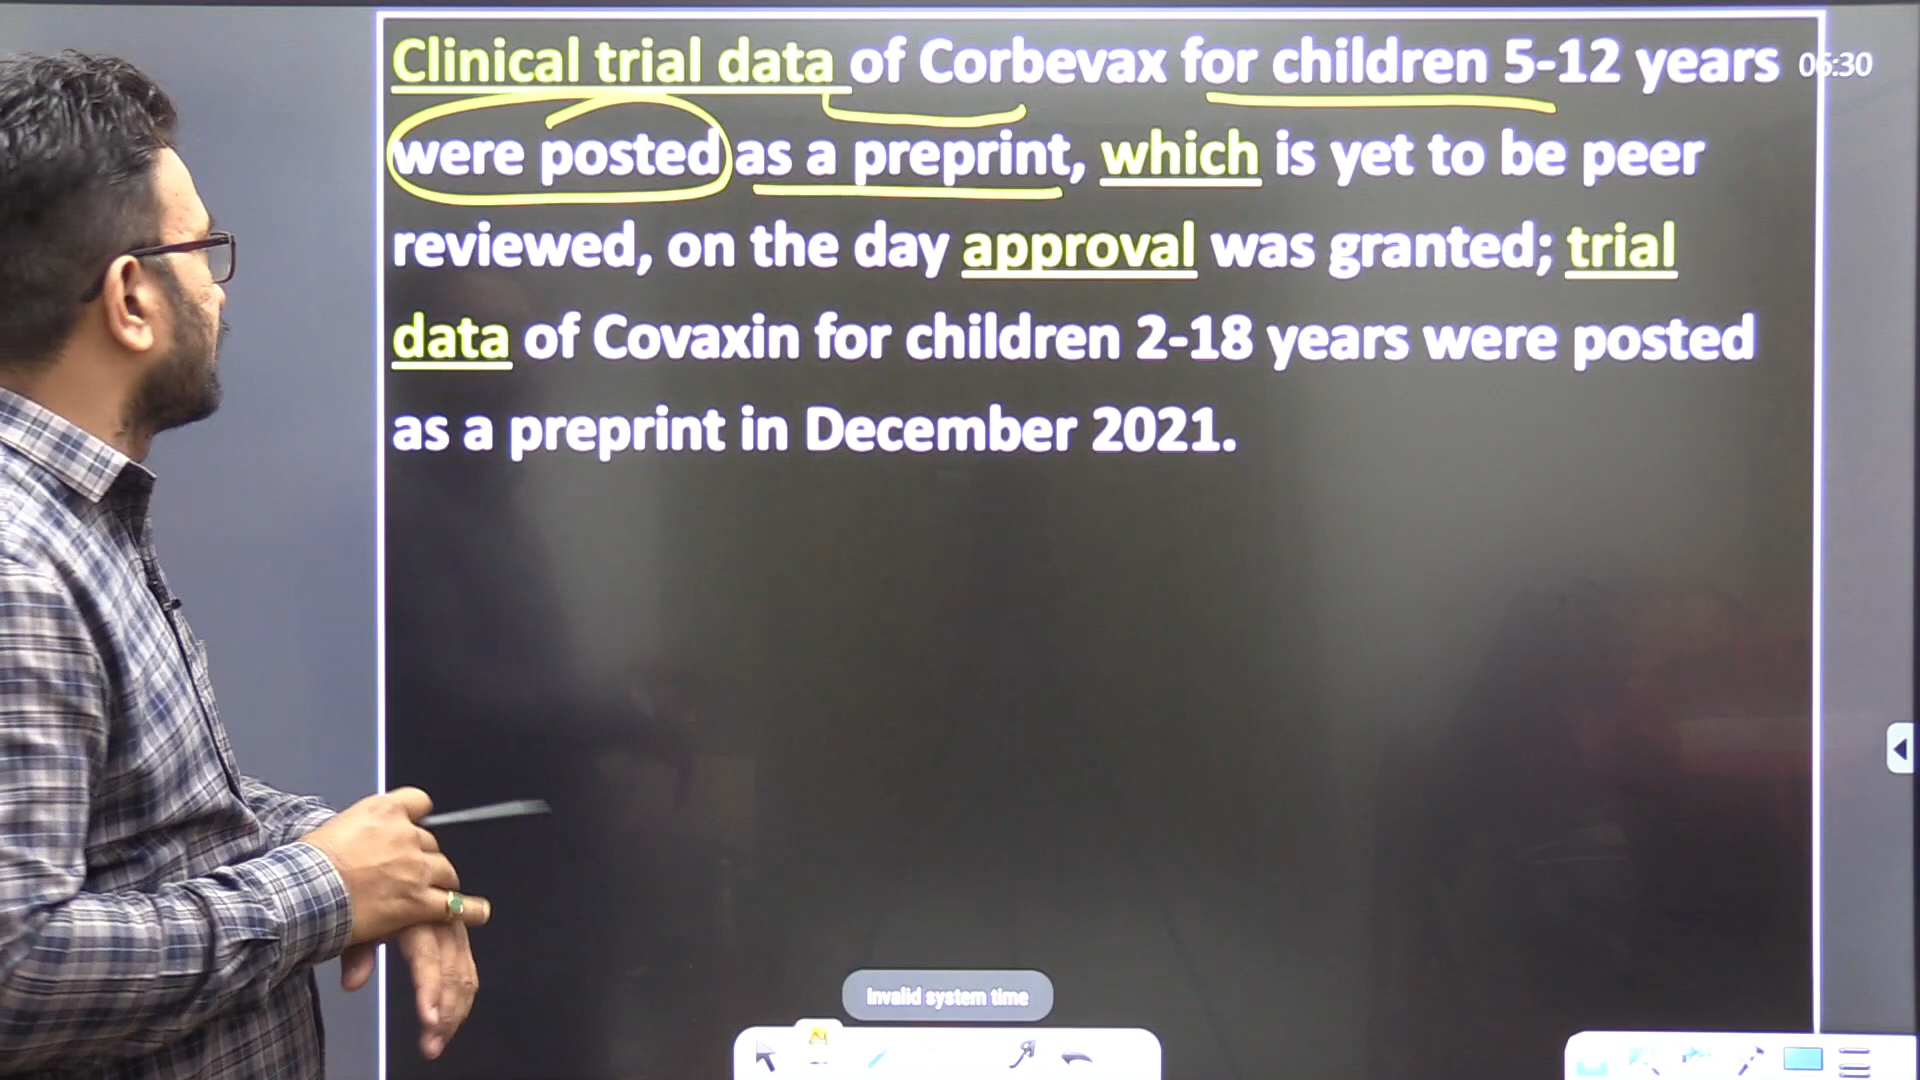 Clinical trial data of Corbevax for children 5-12 years
05:30
were posted as a preprint, which is yet to be peer
reviewed, on the day approval was granted; trial
data of Covaxin for children 2-18 years were posted
as a preprint in December 2021.
Invalid system time